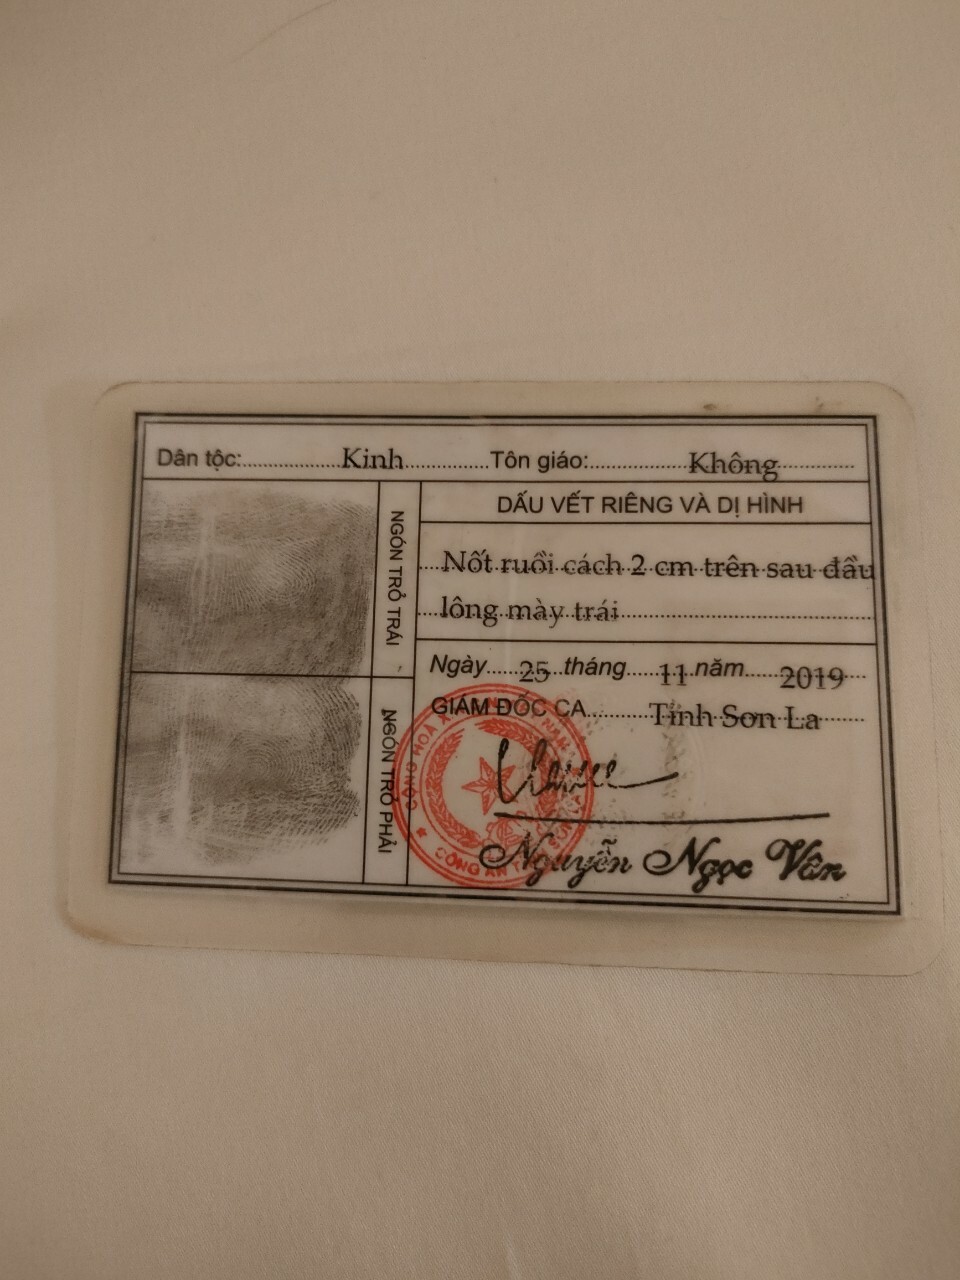 Dân tộc: Kinh Tôn giáo: Không
NGÓN TRỎ TRÁI
NGÓN TRỎ PHẢI
DẤU VẾT RIÊNG VÀ DỊ HÌNH
Nốt ruồi cách 2 cm trên sau đầu
lông mày trái
Ngày 25 tháng 11 năm 2019
GIÁM ĐỐC CA Tỉnh Sơn La
Nguyễn Ngọc Vân